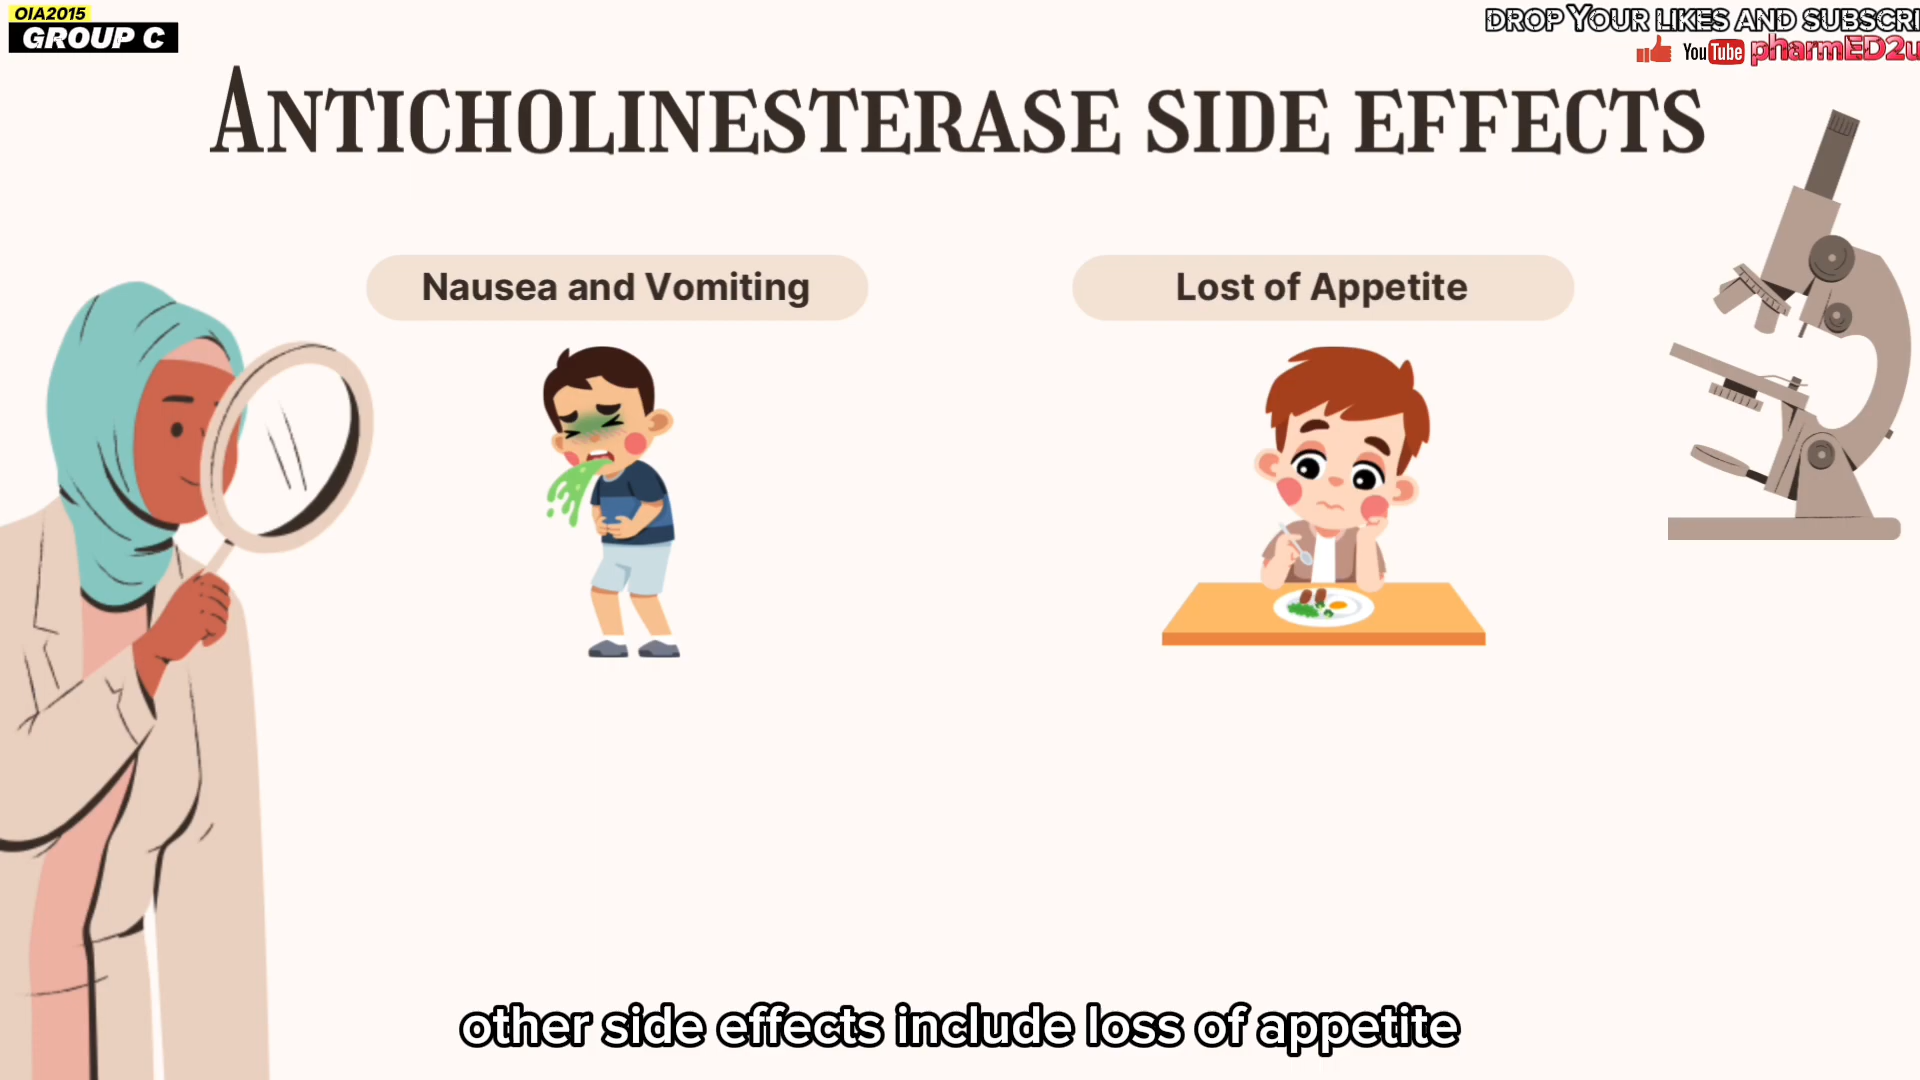 OIA2015
GROUP C
DROP YOUR LIKES AND SUBSCRI
YouTube pharmED2u
ANTICHOLINESTERASE SIDE EFFECTS
Nausea and Vomiting
Lost of Appetite
other side effects include loss of appetite